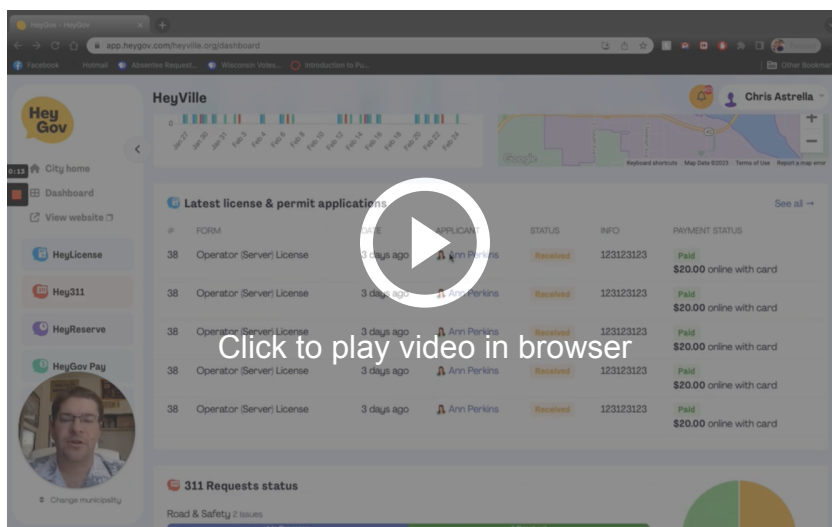 HeyGov - HeyGov
app.heygov.com/heyville.org/dashboard
Facebook Hotmail Absentee Request... Wisconsin Votes... Introduction to Pu... Other Bookmar
Hey
Gov
HeyVille
Chris Astrella
0
Jan 27 Jan 30 Jan 31 Feb 3 Feb 4 Feb 6 Feb 8 Feb 10 Feb 12 Feb 14 Feb 16 Feb 18 Feb 20 Feb 22 Feb 24
Google
Keyboard shortcuts Map Data ©2023 Terms of Use Report a map error
0:13
City home
Dashboard
View website
HeyLicense
Hey311
HeyReserve
HeyGov Pay
Change municipality
Latest license & permit applications
See all →
# FORM DATE APPLICANT STATUS INFO PAYMENT STATUS
38 Operator (Server) License 3 days ago Ann Perkins Received 123123123 Paid
$20.00 online with card
38 Operator (Server) License 3 days ago Ann Perkins Received 123123123 Paid
$20.00 online with card
38 Operator (Server) License 3 days ago Ann Perkins Received 123123123 Paid
$20.00 online with card
Click to play video in browser
38 Operator (Server) License 3 days ago Ann Perkins Received 123123123 Paid
$20.00 online with card
38 Operator (Server) License 3 days ago Ann Perkins Received 123123123 Paid
$20.00 online with card
311 Requests status
Road & Safety 2 issues